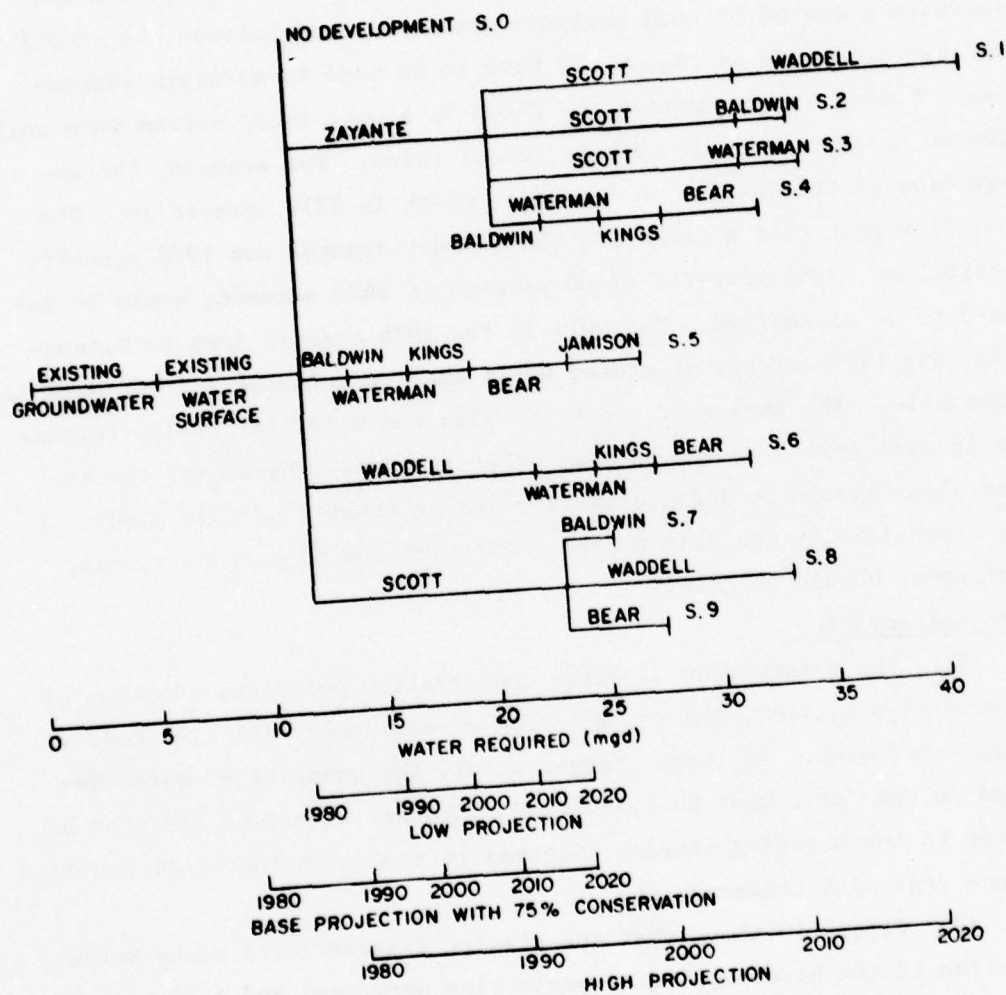 NO DEVELOPMENT S.0
SCOTT WADDELL S.1
ZAYANTE SCOTT BALDWIN S.2
SCOTT WATERMAN S.3
WATERMAN BEAR S.4
BALDWIN KINGS
EXISTING EXISTING BALDWIN KINGS JAMISON S.5
GROUNDWATER WATER WATERMAN BEAR
SURFACE
WADDELL KINGS BEAR S.6
WATERMAN
BALDWIN S.7
SCOTT WADDELL S.8
BEAR S.9
0 5 10 15 20 25 30 35 40
WATER REQUIRED (mgd)
1980 1990 2000 2010 2020
LOW PROJECTION
1980 1990 2000 2010 2020
BASE PROJECTION WITH 75% CONSERVATION
1980 1990 2000 2010 2020
HIGH PROJECTION